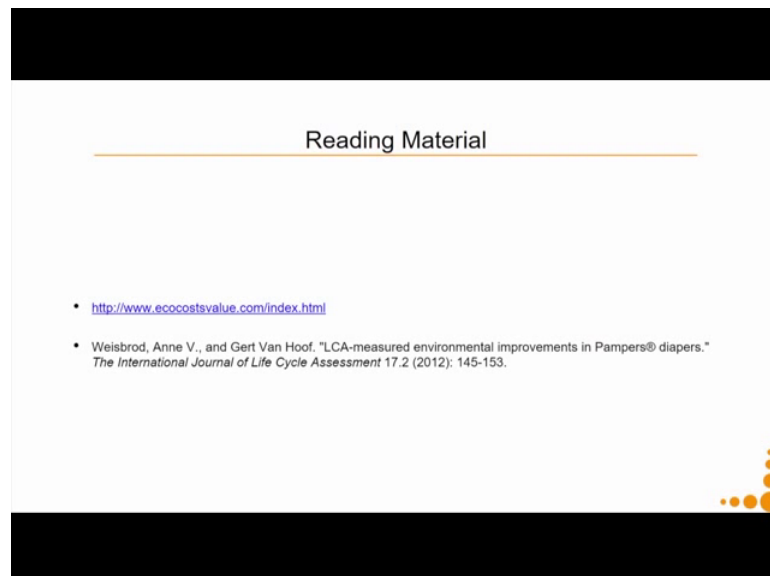 Reading Material
• http://www.ecocostsvalue.com/index.html
• Weisbrod, Anne V., and Gert Van Hoof. "LCA-measured environmental improvements in Pampers® diapers."
The International Journal of Life Cycle Assessment 17.2 (2012): 145-153.